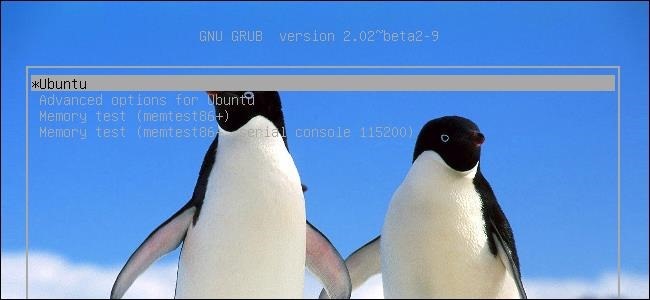 GNU GRUB version 2.02~beta2-9
*Ubuntu
Advanced options for Ubuntu
Memory test (memtest86+)
Memory test (memtest86+, serial console 115200)